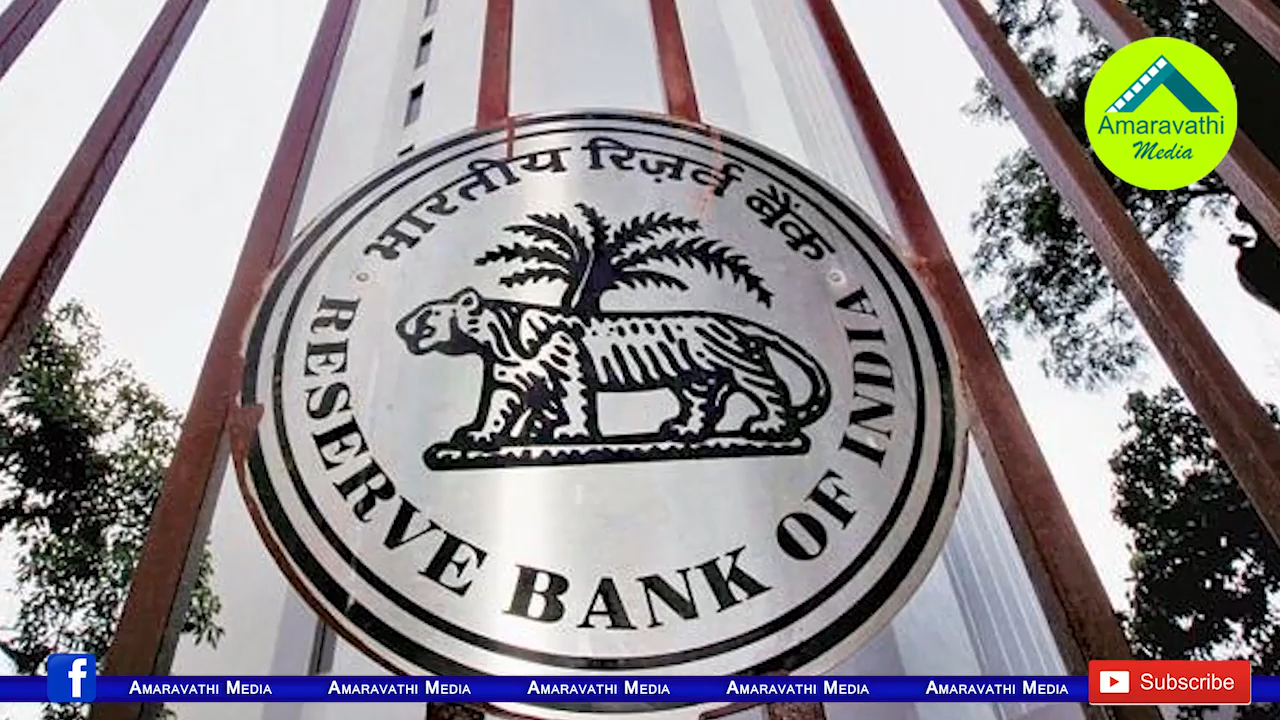 Amaravathi
Media
भारतीय रिज़र्व बैंक
RESERVE BANK OF INDIA
f
AMARAVATHI MEDIA AMARAVATHI MEDIA AMARAVATHI MEDIA AMARAVATHI MEDIA AMARAVATHI MEDIA
Subscribe